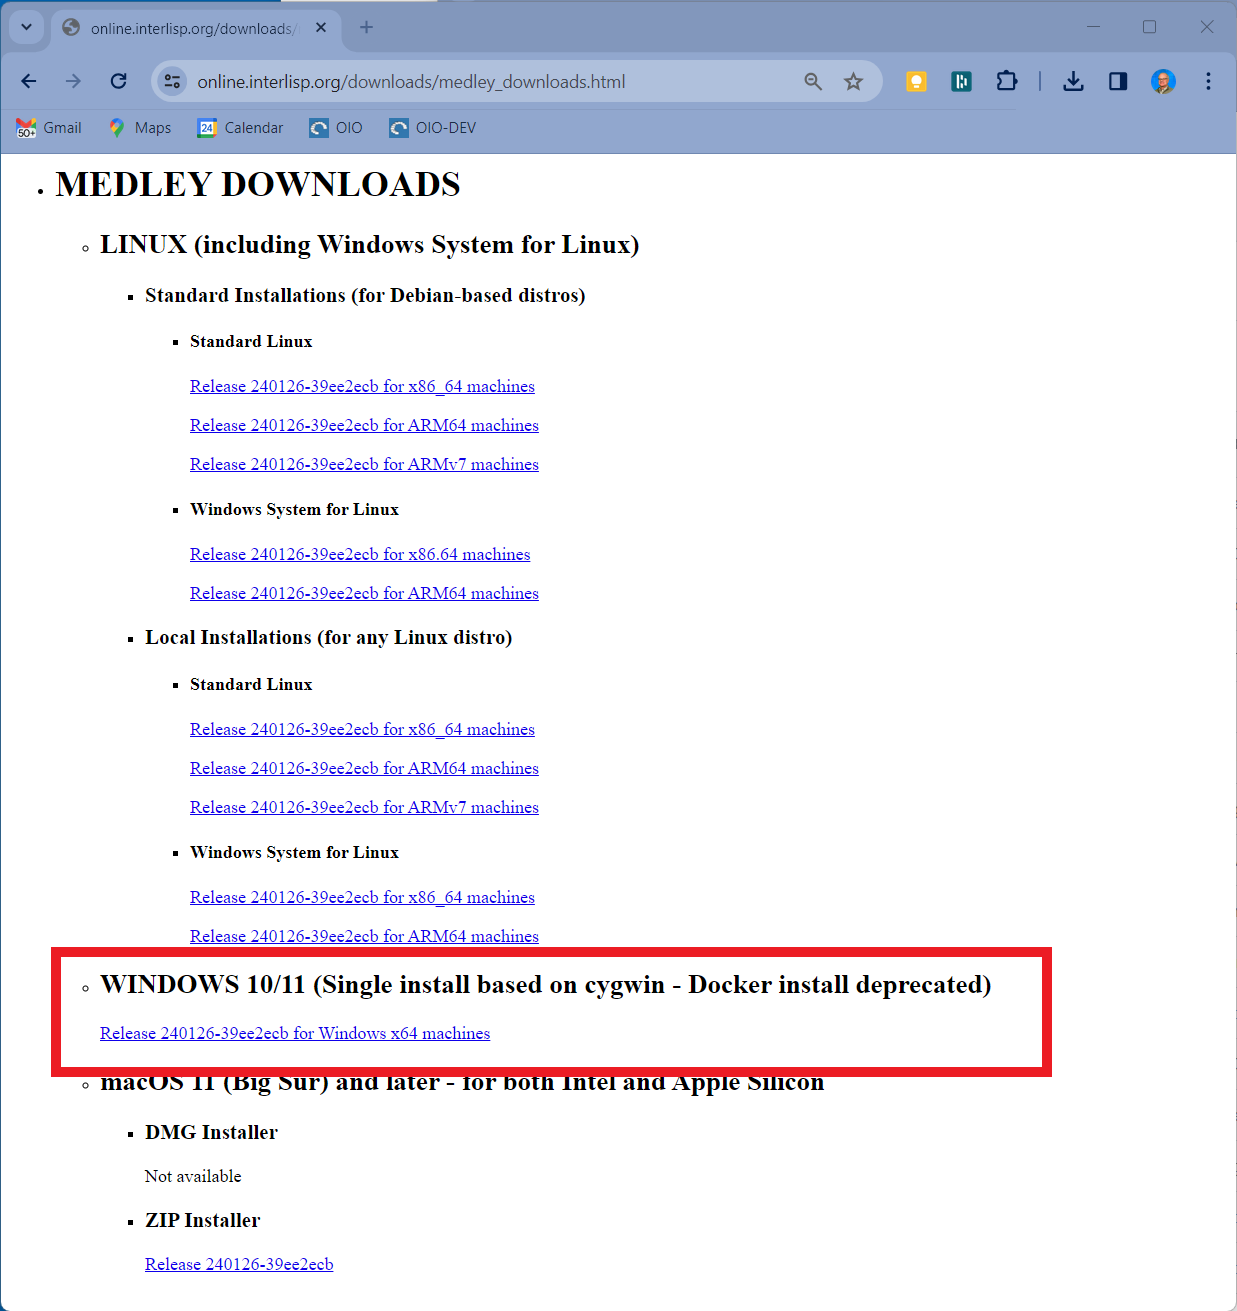 online.interlisp.org/downloads/
online.interlisp.org/downloads/medley_downloads.html
50+ Gmail Maps 24 Calendar OIO OIO-DEV
MEDLEY DOWNLOADS
LINUX (including Windows System for Linux)
Standard Installations (for Debian-based distros)
Standard Linux
Release 240126-39ee2ecb for x86_64 machines
Release 240126-39ee2ecb for ARM64 machines
Release 240126-39ee2ecb for ARMv7 machines
Windows System for Linux
Release 240126-39ee2ecb for x86.64 machines
Release 240126-39ee2ecb for ARM64 machines
Local Installations (for any Linux distro)
Standard Linux
Release 240126-39ee2ecb for x86_64 machines
Release 240126-39ee2ecb for ARM64 machines
Release 240126-39ee2ecb for ARMv7 machines
Windows System for Linux
Release 240126-39ee2ecb for x86_64 machines
Release 240126-39ee2ecb for ARM64 machines
WINDOWS 10/11 (Single install based on cygwin - Docker install deprecated)
Release 240126-39ee2ecb for Windows x64 machines
macOS 11 (Big Sur) and later - for both Intel and Apple Silicon
DMG Installer
Not available
ZIP Installer
Release 240126-39ee2ecb